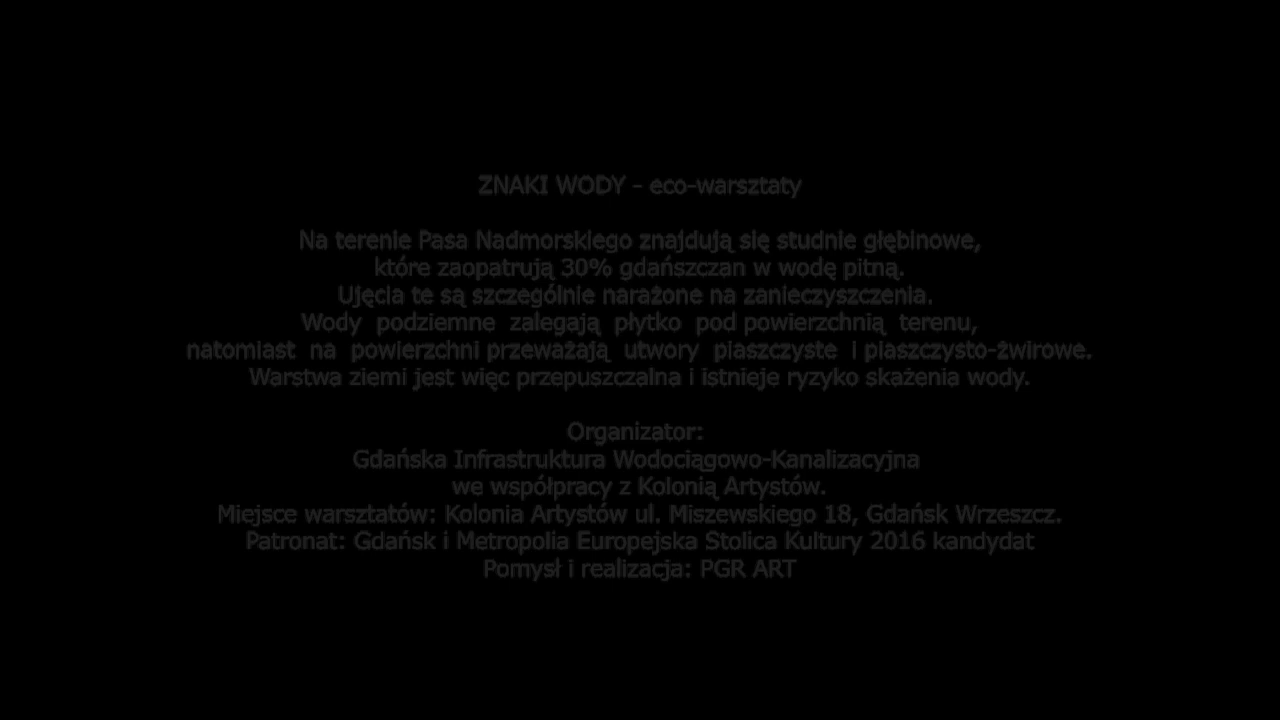 ZNAKI WODY - eco-warsztaty
Na terenie Pasa Nadmorskiego znajdują się studnie głębinowe,
które zaopatrują 30% gdańszczan w wodę pitną.
Ujęcia te są szczególnie narażone na zanieczyszczenia.
Wody podziemne zalegają płytko pod powierzchnią terenu,
natomiast na powierzchni przeważają utwory piaszczyste i piaszczysto-żwirowe.
Warstwa ziemi jest więc przepuszczalna i istnieje ryzyko skażenia wody.
Organizator:
Gdańska Infrastruktura Wodociągowo-Kanalizacyjna
we współpracy z Kolonią Artystów.
Miejsce warsztatów: Kolonia Artystów ul. Miszewskiego 18, Gdańsk Wrzeszcz.
Patronat: Gdańsk i Metropolia Europejska Stolica Kultury 2016 kandydat
Pomysł i realizacja: PGR ART